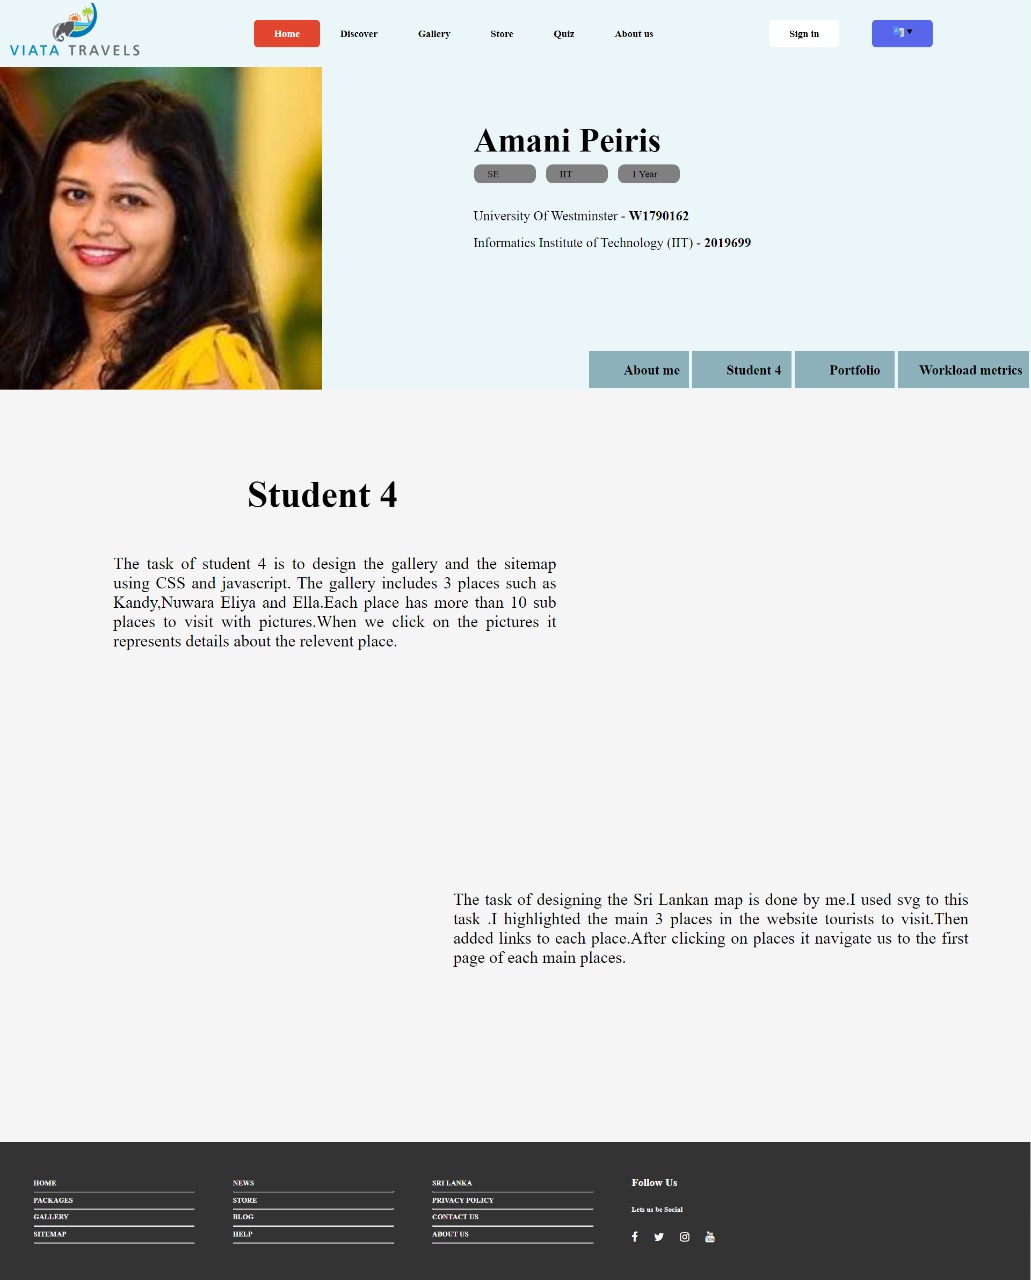 VIATA TRAVELS
Home Discover Gallery Store Quiz About us Sign in
Amani Peiris
SE IIT 1 Year
University Of Westminster - W1790162
Informatics Institute of Technology (IIT) - 2019699
About me Student 4 Portfolio Workload metrics
Student 4
The task of student 4 is to design the gallery and the sitemap
using CSS and javascript. The gallery includes 3 places such as
Kandy,Nuwara Eliya and Ella.Each place has more than 10 sub
places to visit with pictures.When we click on the pictures it
represents details about the relevent place.
The task of designing the Sri Lankan map is done by me.I used svg to this
task .I highlighted the main 3 places in the website tourists to visit.Then
added links to each place.After clicking on places it navigate us to the first
page of each main places.
HOME
PACKAGES
GALLERY
SITEMAP
NEWS
STORE
BLOG
HELP
SRI LANKA
PRIVACY POLICY
CONTACT US
ABOUT US
Follow Us
Lets us be Social